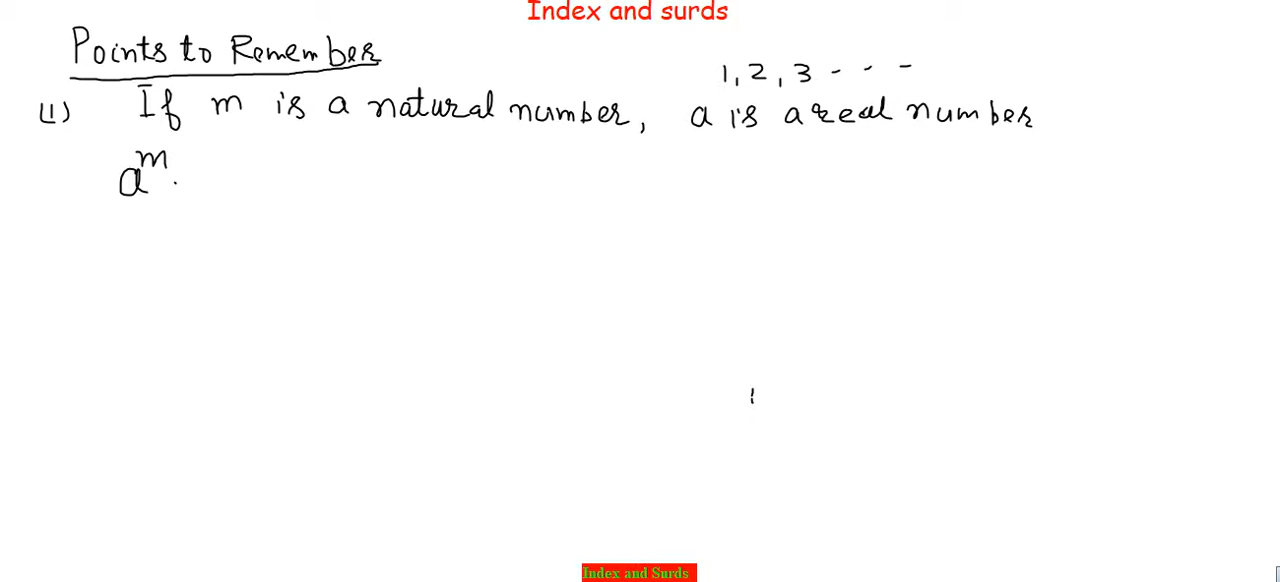 Index and surds
Points to Remember
1, 2, 3 - - -
(1) If m is a natural number, a is a real number
a^m.
Index and Surds